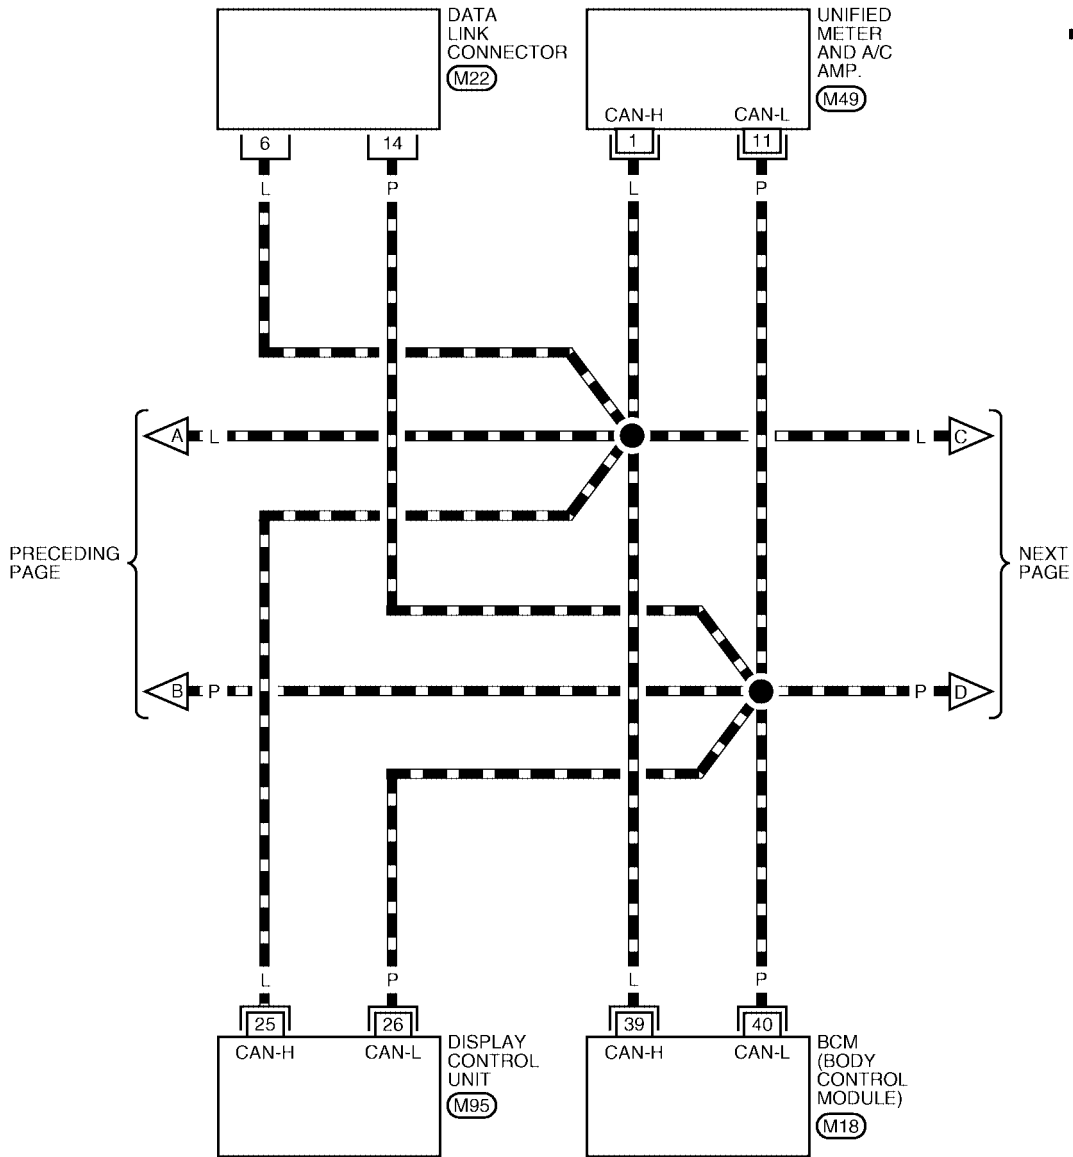 DATA
LINK
CONNECTOR
M22
UNIFIED
METER
AND A/C
AMP.
M49
CAN-H CAN-L
6 14 1 11
L P L P
A L L C
PRECEDING
PAGE
NEXT
PAGE
B P P D
L P L P
25 26 39 40
CAN-H CAN-L CAN-H CAN-L
DISPLAY
CONTROL
UNIT
M95
BCM
(BODY
CONTROL
MODULE)
M18